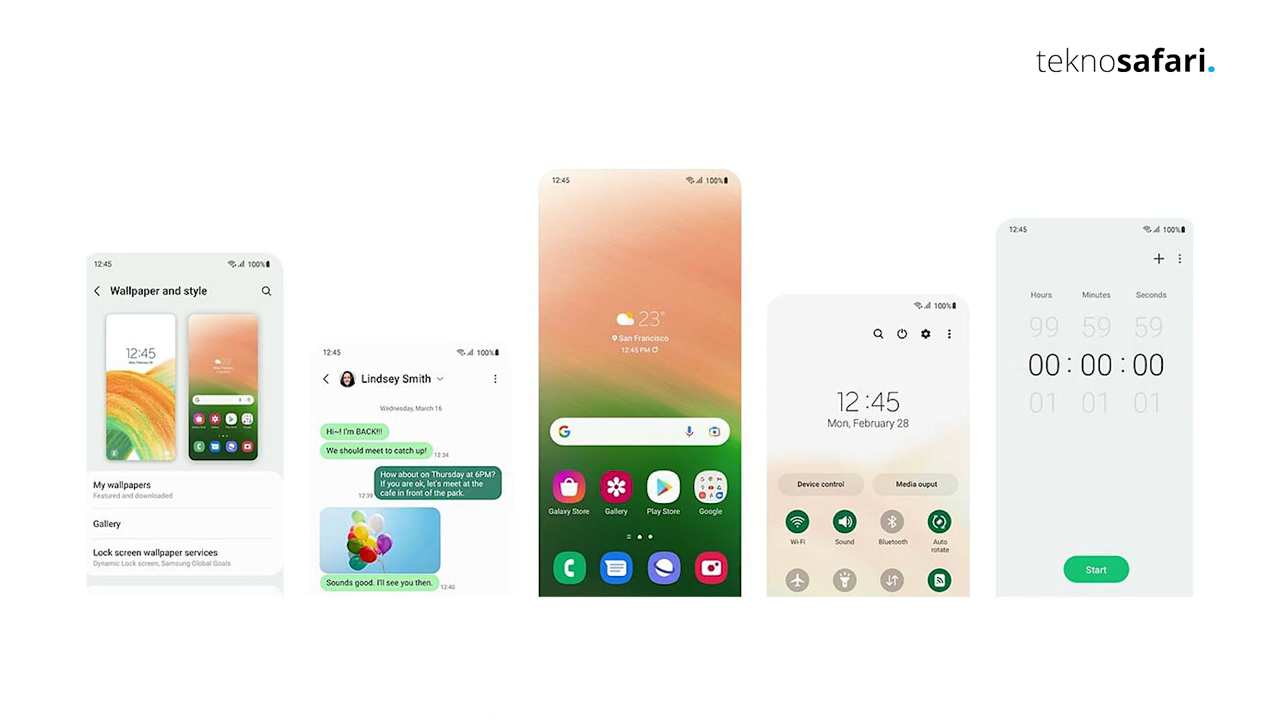 teknosafari.
12:45
100%
Wallpaper and style
12:45
Mon, February 28
My wallpapers
Featured and downloaded
Gallery
Lock screen wallpaper services
Dynamic Lock screen, Samsung Global Goals
12:45
100%
Lindsey Smith
Wednesday, March 16
Hi~! I'm BACK!!!
We should meet to catch up!
12:34
How about on Thursday at 6PM?
If you are ok, let's meet at the
cafe in front of the park.
12:39
Sounds good. I'll see you then.
12:40
12:45
100%
23°
San Francisco
12:45 PM
Galaxy Store
Gallery
Play Store
Google
100%
12:45
Mon, February 28
Device control
Media ouput
Wi-Fi
Sound
Bluetooth
Auto
rotate
12:45
100%
Hours Minutes Seconds
99 59 59
00 : 00 : 00
01 01 01
Start